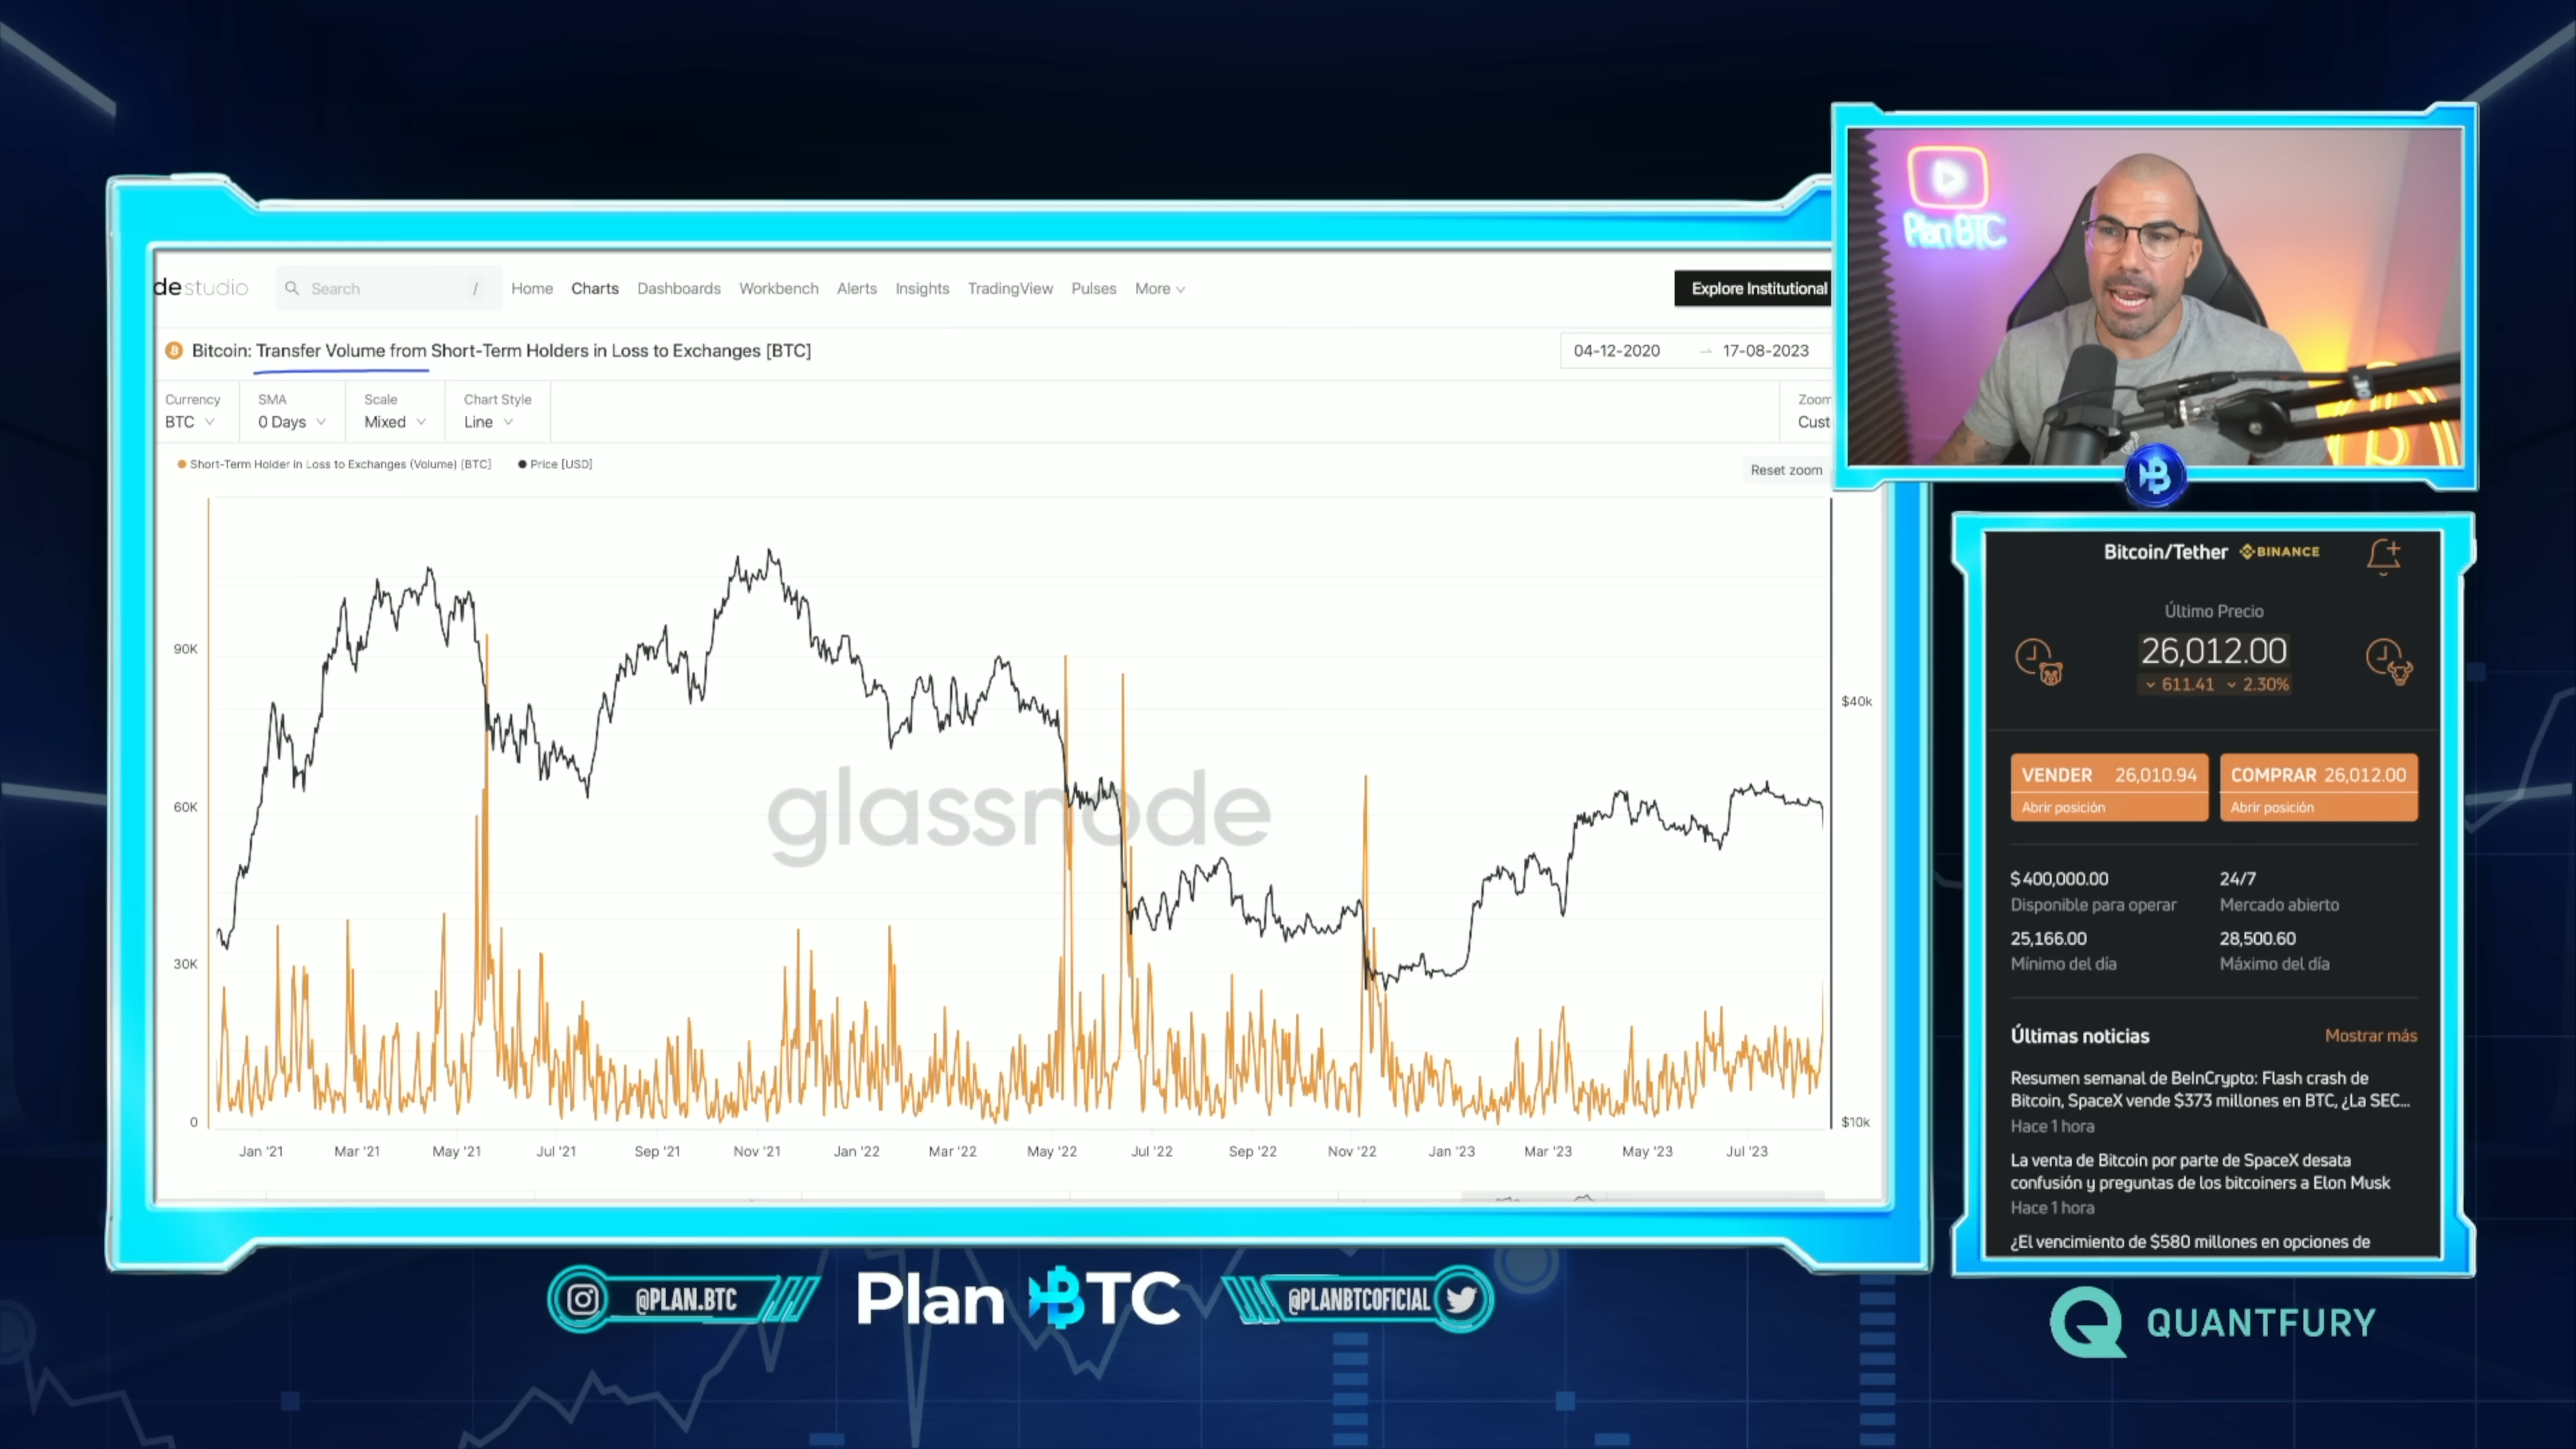 Plan BTC
destudio
Search /
Home Charts Dashboards Workbench Alerts Insights TradingView Pulses More
Explore Institutional
Bitcoin: Transfer Volume from Short-Term Holders in Loss to Exchanges [BTC]
04-12-2020 → 17-08-2023
Currency SMA Scale Chart Style
BTC 0 Days Mixed Line
Zoom
Cust
Short-Term Holder in Loss to Exchanges (Volume) [BTC] Price [USD]
Reset zoom
90K
60K
30K
0
$40k
$10k
glassnode
Jan '21 Mar '21 May '21 Jul '21 Sep '21 Nov '21 Jan '22 Mar '22 May '22 Jul '22 Sep '22 Nov '22 Jan '23 Mar '23 May '23 Jul '23
Bitcoin/Tether BINANCE
Último Precio
26,012.00
611.41 2.30%
VENDER 26,010.94
Abrir posición
COMPRAR 26,012.00
Abrir posición
$400,000.00
Disponible para operar
24/7
Mercado abierto
25,166.00
Mínimo del día
28,500.60
Máximo del día
Últimas noticias Mostrar más
Resumen semanal de BeInCrypto: Flash crash de
Bitcoin, SpaceX vende $373 millones en BTC, ¿La SEC...
Hace 1 hora
La venta de Bitcoin por parte de SpaceX desata
confusión y preguntas de los bitcoiners a Elon Musk
Hace 1 hora
¿El vencimiento de $580 millones en opciones de
@PLAN.BTC
Plan BTC
@PLANBTCOFICIAL
QUANTFURY